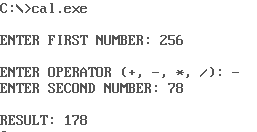 C:\>cal.exe
ENTER FIRST NUMBER: 256
ENTER OPERATOR (+, -, *, /): -
ENTER SECOND NUMBER: 78
RESULT: 178